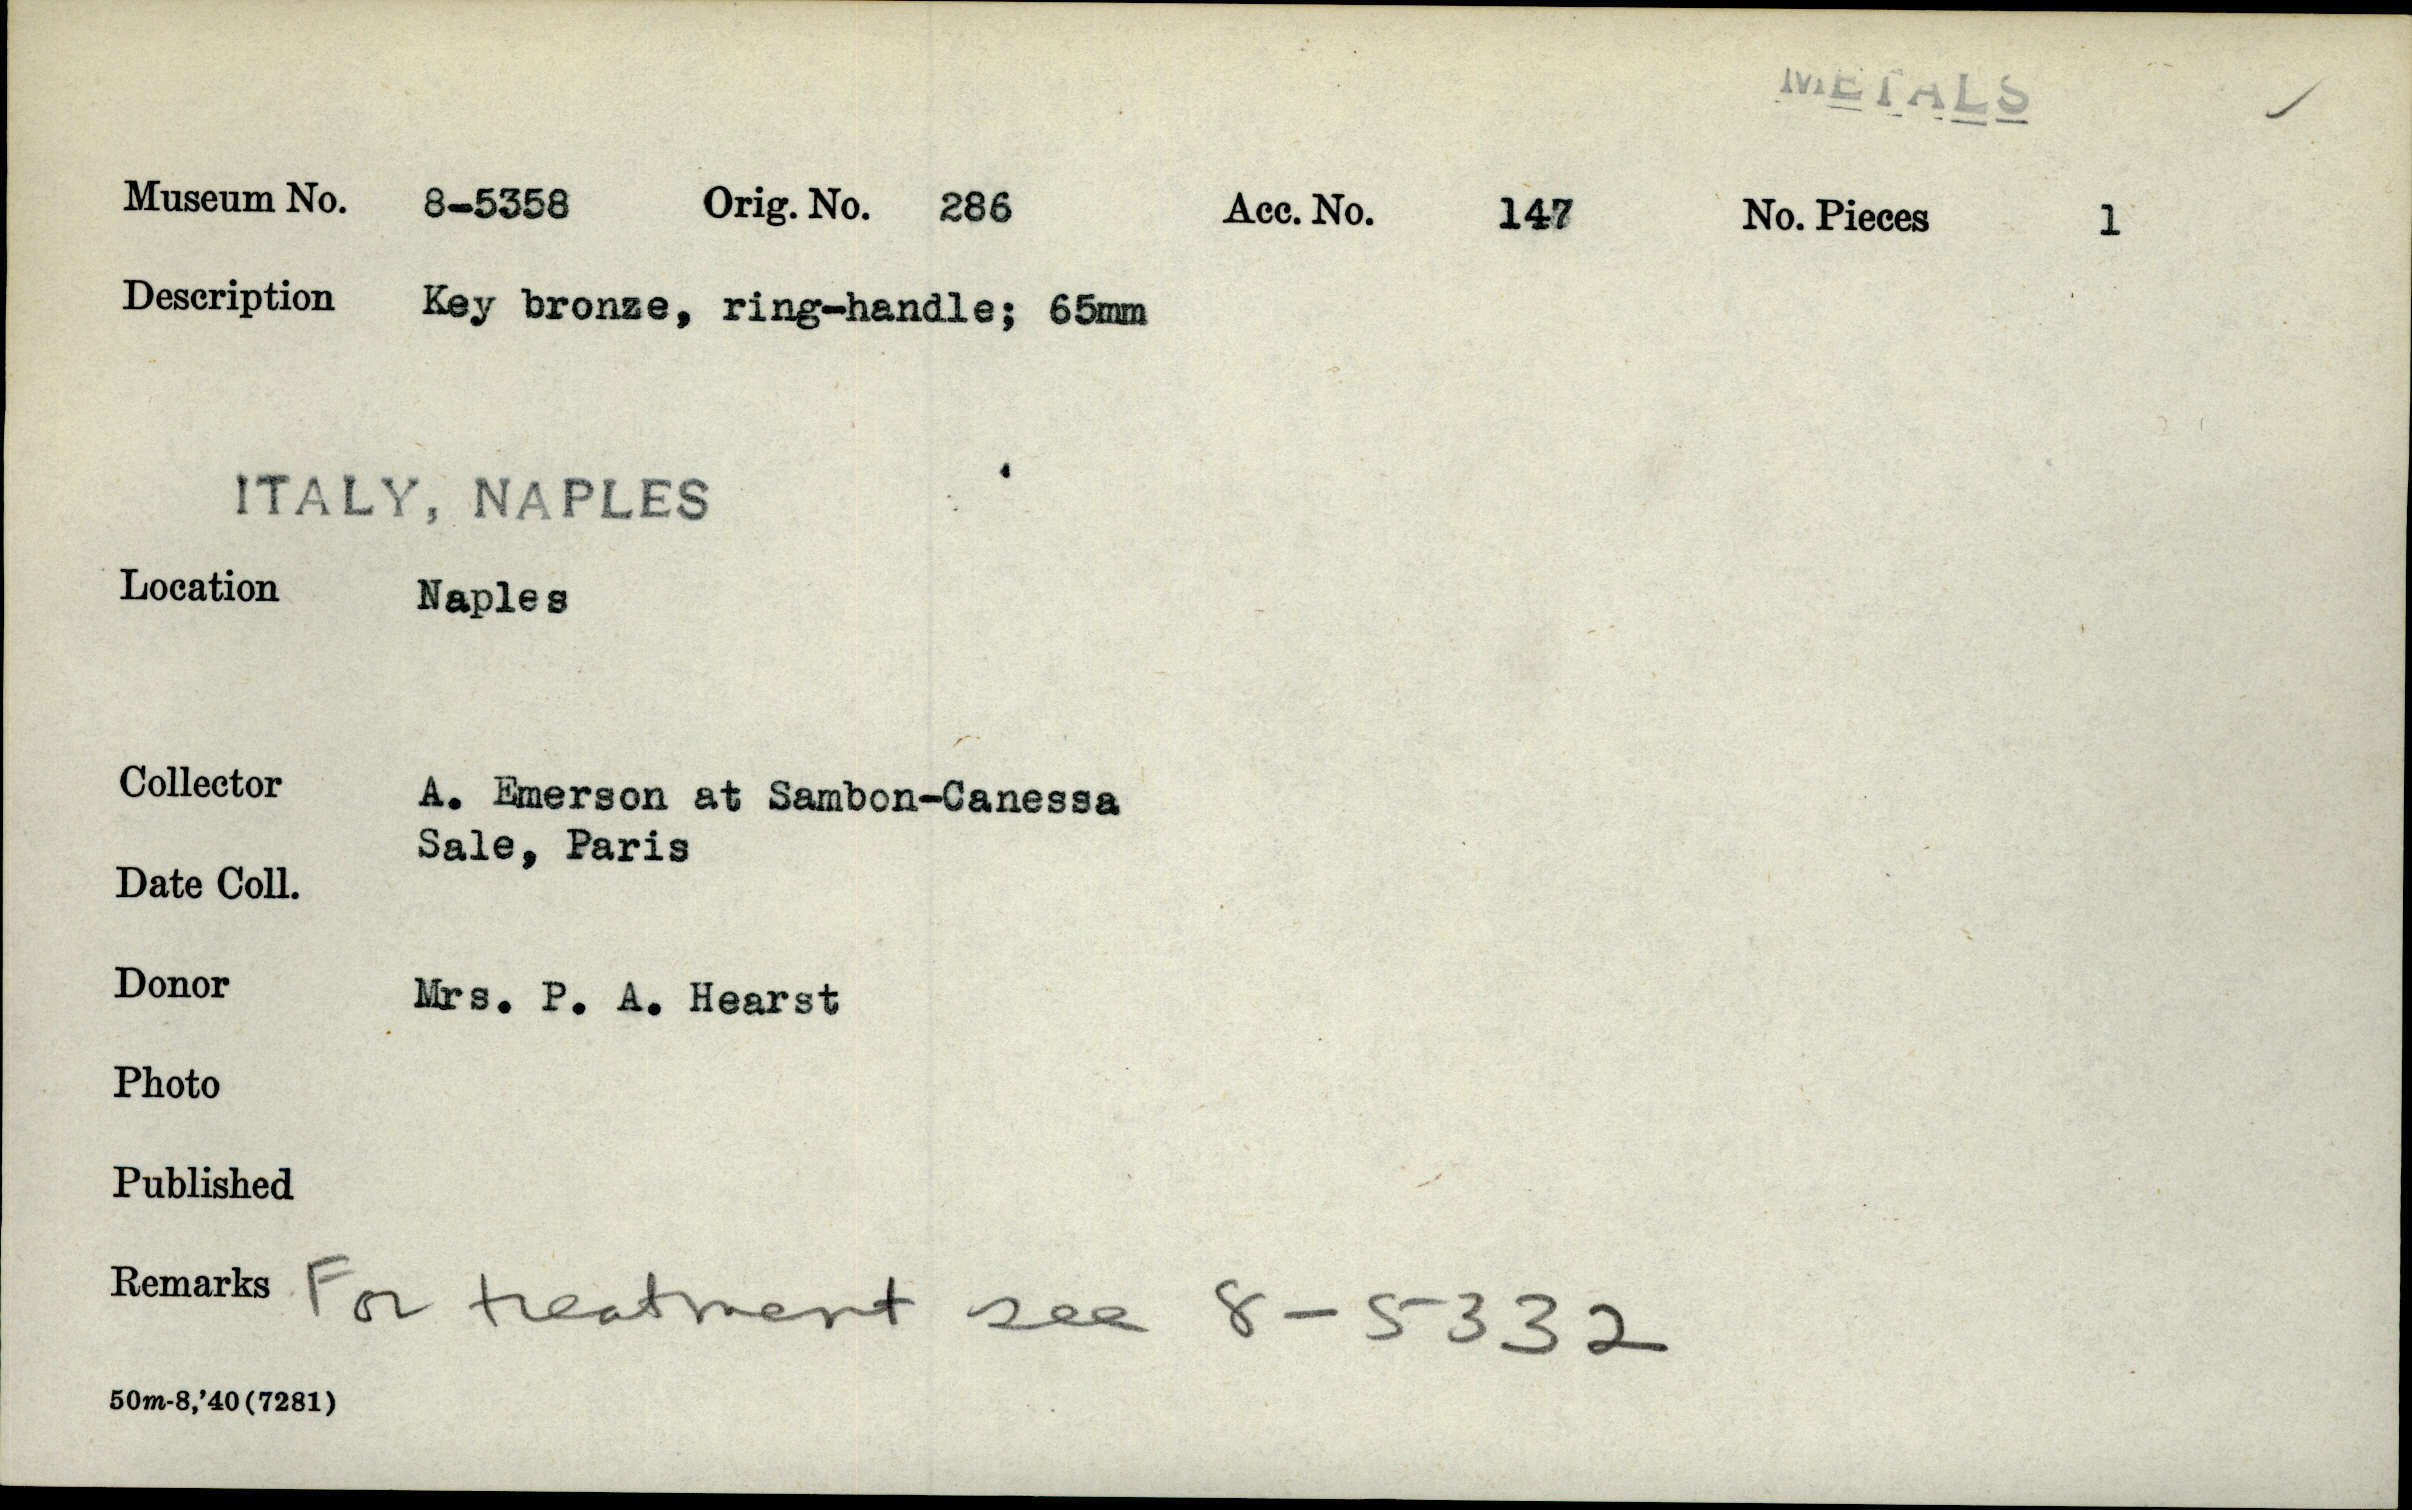 METALS
Museum No. 8-5358 Orig. No. 286 Acc. No. 147 No. Pieces 1
Description Key bronze, ring-handle; 65mm
ITALY, NAPLES
Location Naples
Collector A. Emerson at Sambon-Canessa
Sale, Paris
Date Coll.
Donor Mrs. P. A. Hearst
Photo
Published
Remarks For treatment see 8-5332
50m-8,'40(7281)